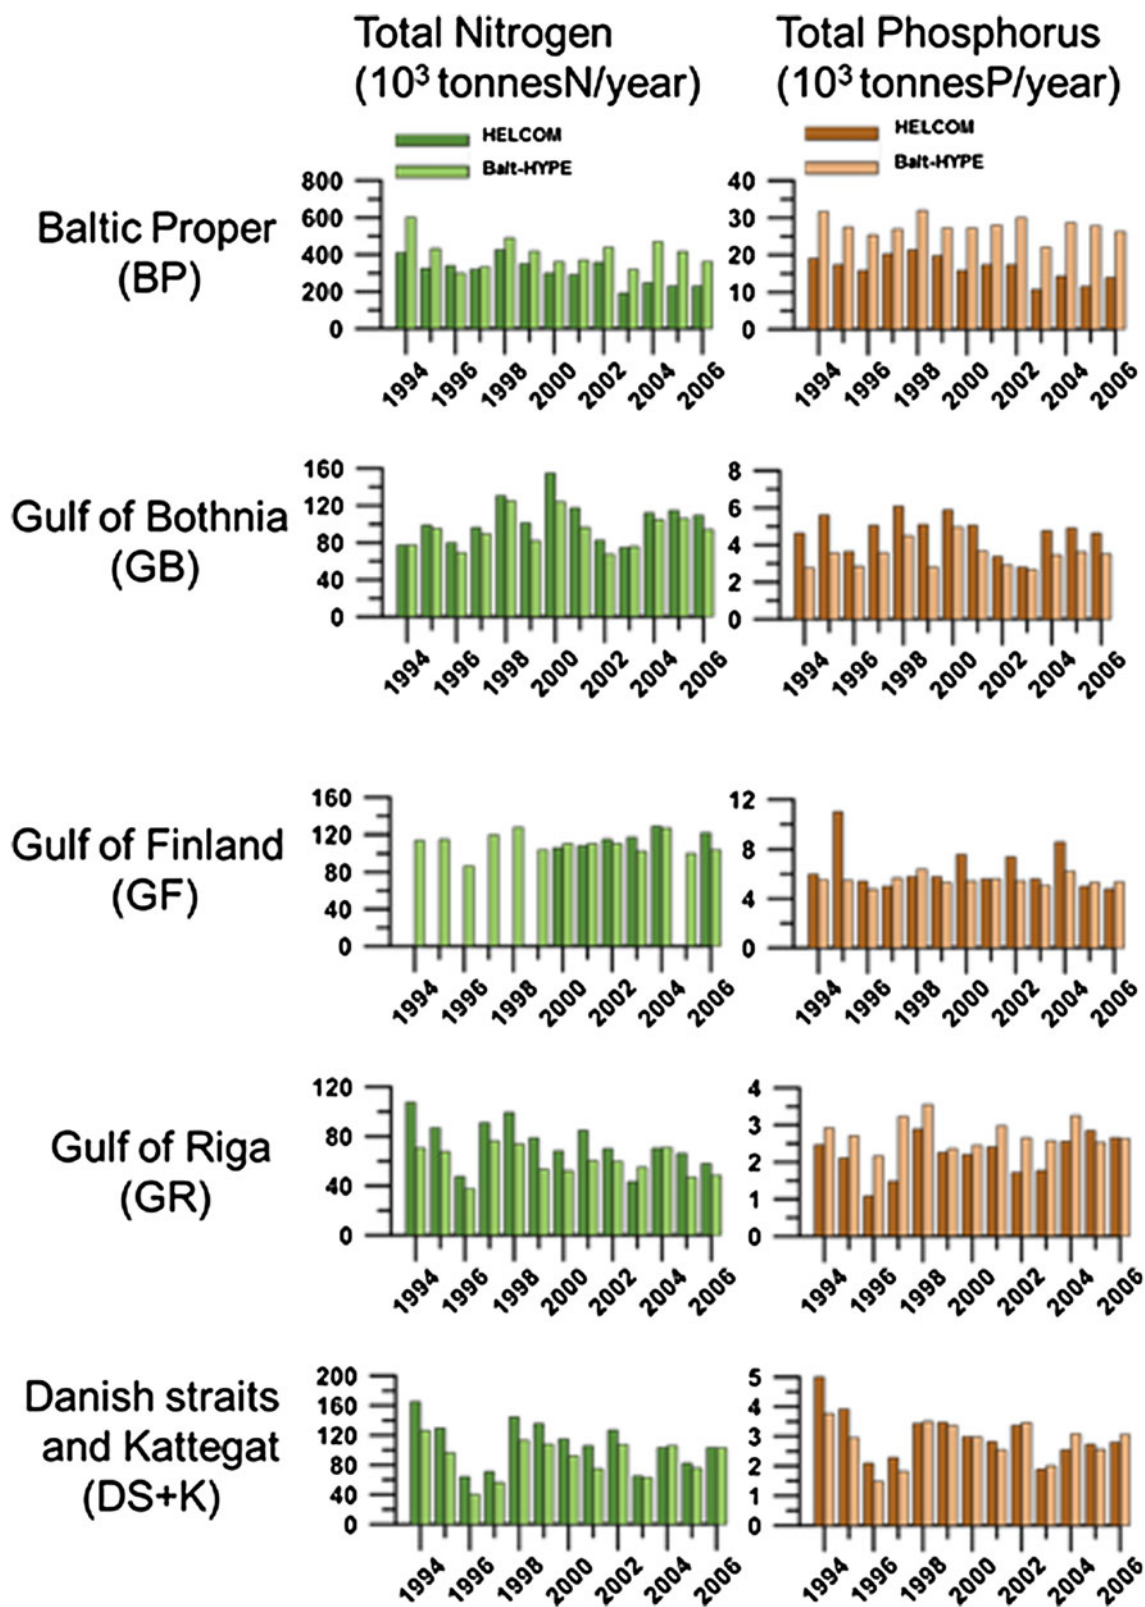 Total Nitrogen
(10³ tonnesN/year)
Total Phosphorus
(10³ tonnesP/year)
HELCOM
Balt-HYPE
HELCOM
Balt-HYPE
Baltic Proper
(BP)
800
600
400
200
0
1994 1996 1998 2000 2002 2004 2006
40
30
20
10
0
1994 1996 1998 2000 2002 2004 2006
Gulf of Bothnia
(GB)
160
120
80
40
0
1994 1996 1998 2000 2002 2004 2006
8
6
4
2
0
1994 1996 1998 2000 2002 2004 2006
Gulf of Finland
(GF)
160
120
80
40
0
1994 1996 1998 2000 2002 2004 2006
12
8
4
0
1994 1996 1998 2000 2002 2004 2006
Gulf of Riga
(GR)
120
80
40
0
1994 1996 1998 2000 2002 2004 2006
4
3
2
1
0
1994 1996 1998 2000 2002 2004 2006
Danish straits
and Kattegat
(DS+K)
200
160
120
80
40
0
1994 1996 1998 2000 2002 2004 2006
5
4
3
2
1
0
1994 1996 1998 2000 2002 2004 2006